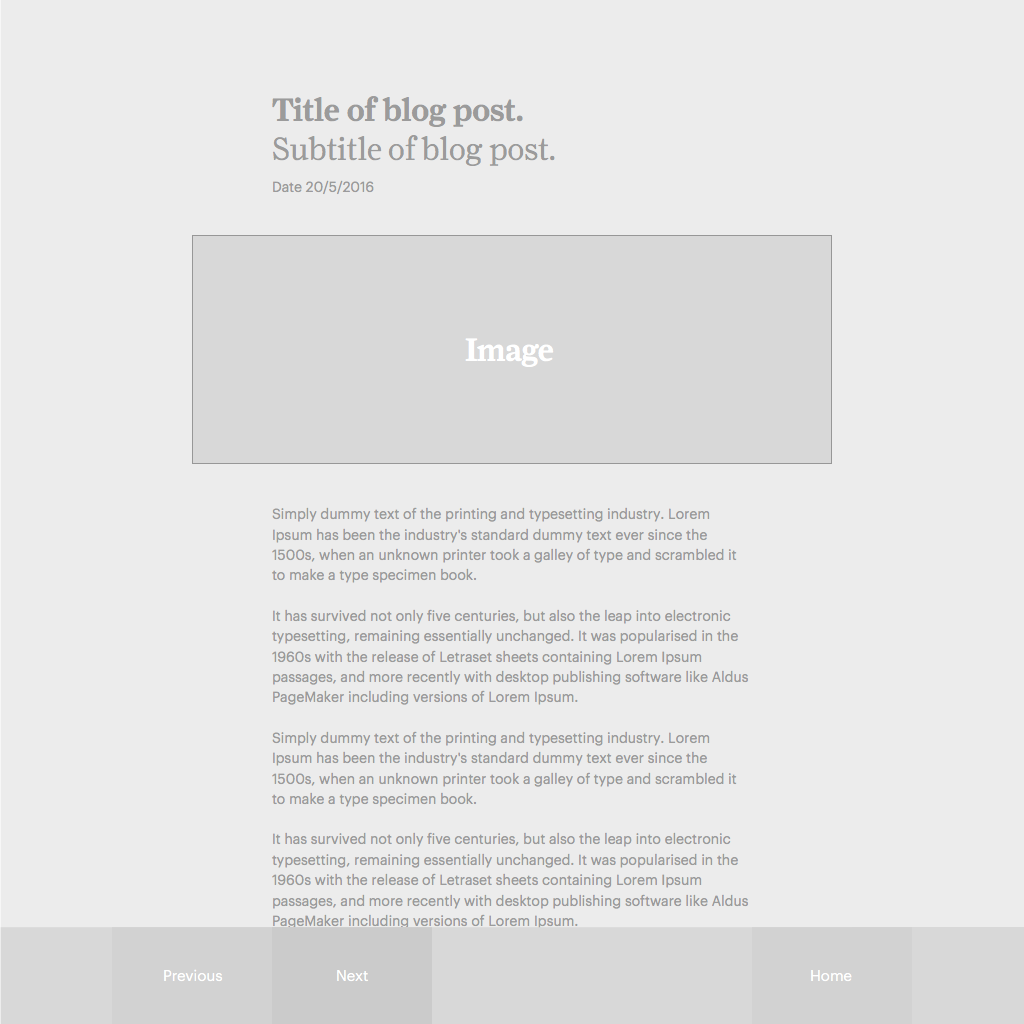 Title of blog post.
Subtitle of blog post.
Date 20/5/2016
Image
Simply dummy text of the printing and typesetting industry. Lorem
Ipsum has been the industry's standard dummy text ever since the
1500s, when an unknown printer took a galley of type and scrambled it
to make a type specimen book.
It has survived not only five centuries, but also the leap into electronic
typesetting, remaining essentially unchanged. It was popularised in the
1960s with the release of Letraset sheets containing Lorem Ipsum
passages, and more recently with desktop publishing software like Aldus
PageMaker including versions of Lorem Ipsum.
Simply dummy text of the printing and typesetting industry. Lorem
Ipsum has been the industry's standard dummy text ever since the
1500s, when an unknown printer took a galley of type and scrambled it
to make a type specimen book.
It has survived not only five centuries, but also the leap into electronic
typesetting, remaining essentially unchanged. It was popularised in the
1960s with the release of Letraset sheets containing Lorem Ipsum
passages, and more recently with desktop publishing software like Aldus
PageMaker including versions of Lorem Ipsum.
Previous
Next
Home